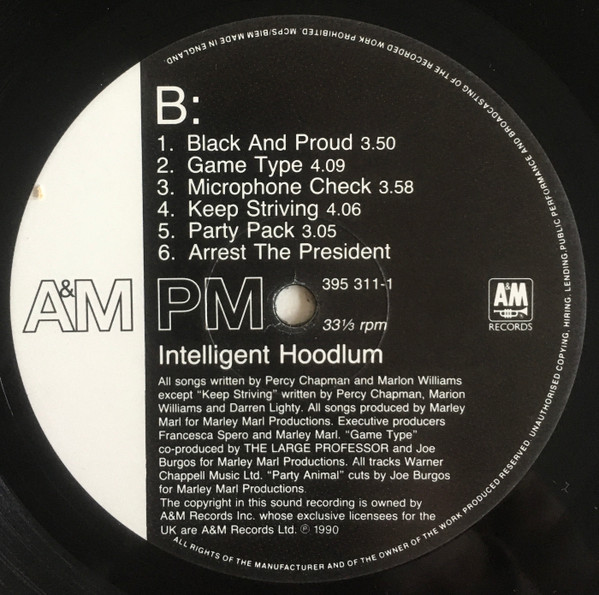 B:
1. Black And Proud 3.50
2. Game Type 4.09
3. Microphone Check 3.58
4. Keep Striving 4.06
5. Party Pack 3.05
6. Arrest The President
A&M PM
395 311-1
33⅓ rpm
A&M
RECORDS
Intelligent Hoodlum
All songs written by Percy Chapman and Marlon Williams
except "Keep Striving" written by Percy Chapman, Marion
Williams and Darren Lighty. All songs produced by Marley
Marl for Marley Marl Productions. Executive producers
Francesca Spero and Marley Marl. "Game Type"
co-produced by THE LARGE PROFESSOR and Joe
Burgos for Marley Marl Productions. All tracks Warner
Chappell Music Ltd. "Party Animal" cuts by Joe Burgos
for Marley Marl Productions.
The copyright in this sound recording is owned by
A&M Records Inc. whose exclusive licensees for the
UK are A&M Records Ltd. ℗ 1990
ALL RIGHTS OF THE MANUFACTURER AND OF THE OWNER OF THE WORK PRODUCED RESERVED. UNAUTHORISED COPYING, HIRING, LENDING, PUBLIC PERFORMANCE AND BROADCASTING OF THE RECORDED WORK PROHIBITED. MCPS/BIEM MADE IN ENGLAND.